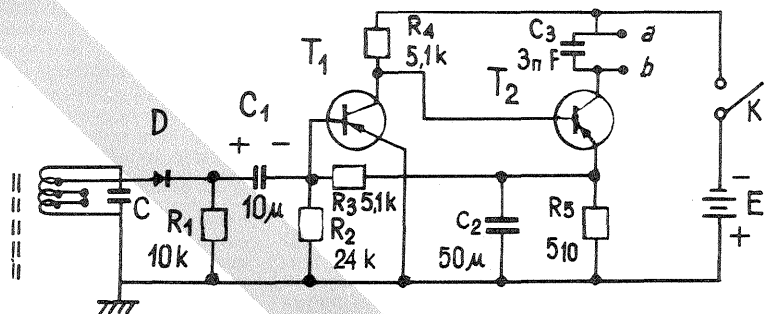 R4
5,1k
C3
3п F
a
b
T1
T2
K
D
C1
+ −
C
R1
10k
10µ
R3 5,1k
R2
24 k
C2
50µ
R5
510
−
E
+